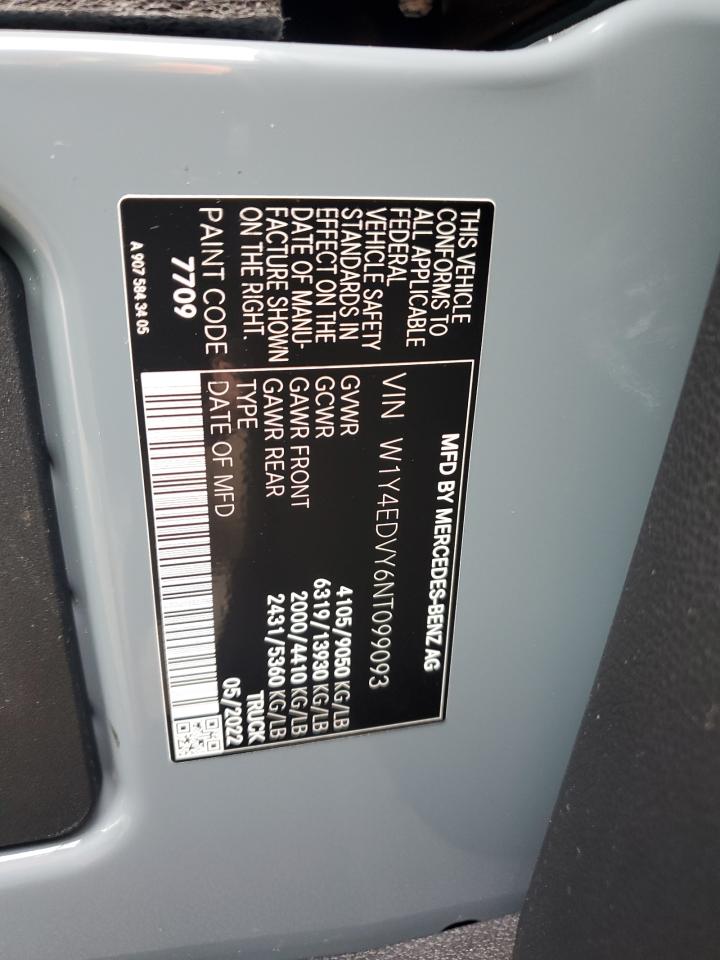 THIS VEHICLE
CONFORMS TO
ALL APPLICABLE
FEDERAL
VEHICLE SAFETY
STANDARDS IN
EFFECT ON THE
DATE OF MANU-
FACTURE SHOWN
ON THE RIGHT.
PAINT CODE
7709
A 907 584 34 05
MFD BY MERCEDES-BENZ AG
VIN W1Y4EDVY6NT099093
GVWR 4105/9050 KG/LB
GCWR 6319/13930 KG/LB
GAWR FRONT 2000/4410 KG/LB
GAWR REAR 2431/5360 KG/LB
TYPE TRUCK
DATE OF MFD 05/2022